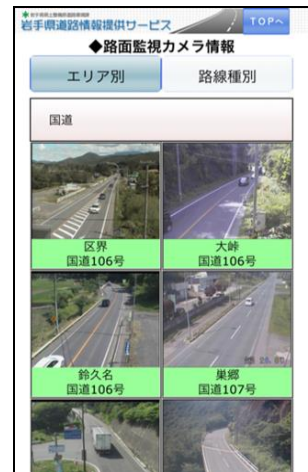 岩手県道路情報提供サービス
TOPへ
◆路面監視カメラ情報
エリア別
路線種別
国道
区界
国道106号
大峠
国道106号
鈴久名
国道106号
巣郷
国道107号